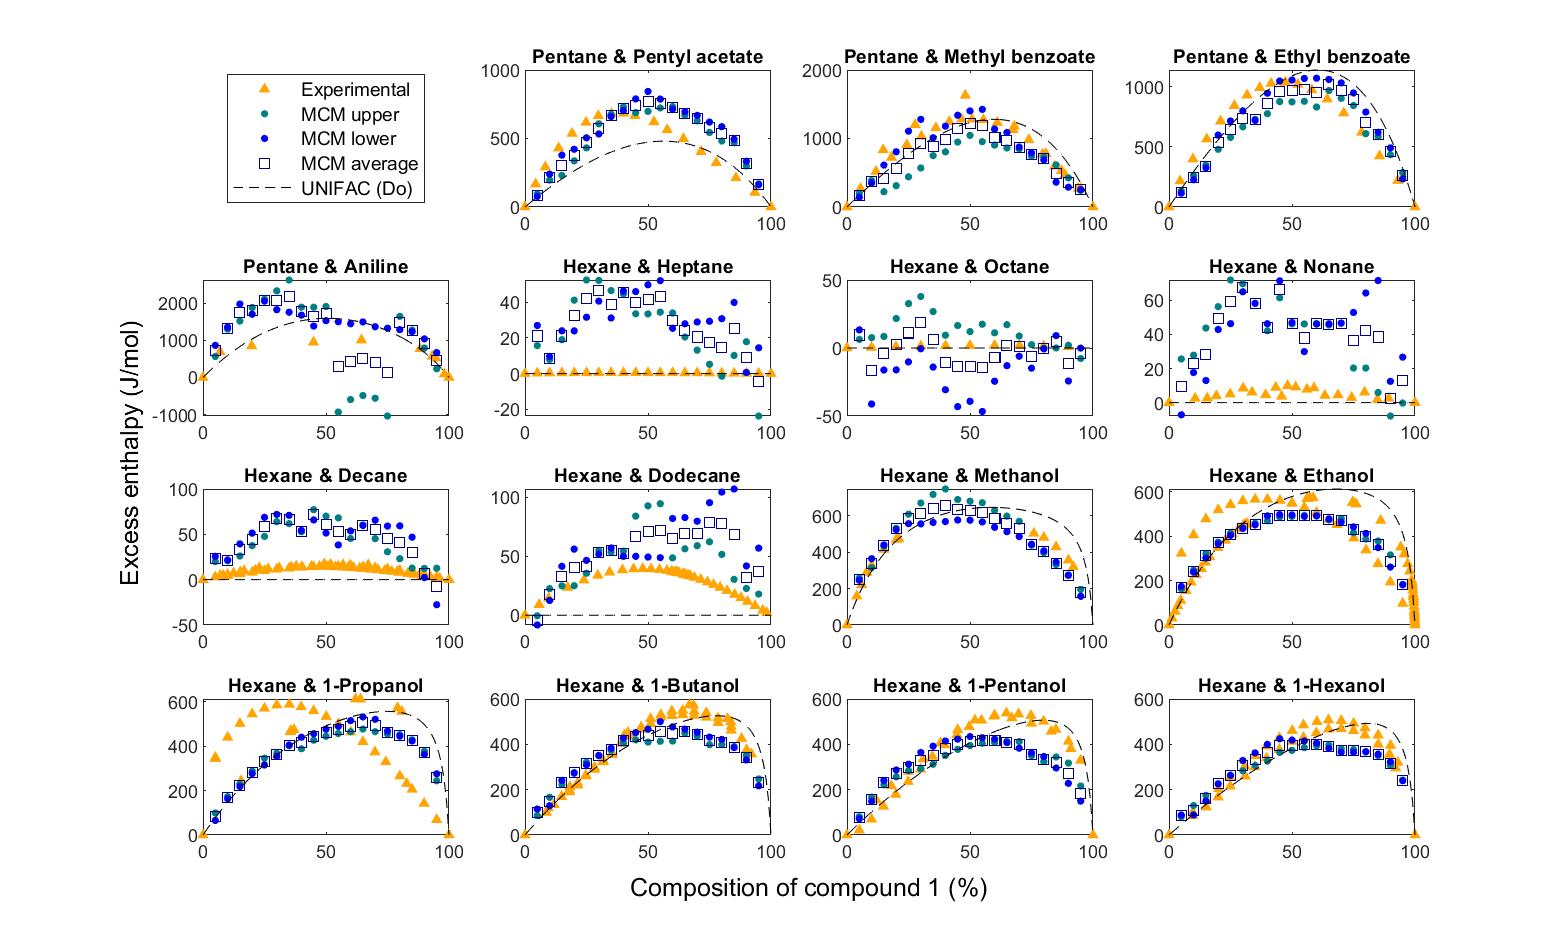 Experimental
MCM upper
MCM lower
MCM average
UNIFAC (Do)
Pentane & Pentyl acetate
1000
500
0
0 50 100
Pentane & Methyl benzoate
2000
1000
0
0 50 100
Pentane & Ethyl benzoate
1000
500
0
0 50 100
Pentane & Aniline
2000
1000
0
-1000
0 50 100
Hexane & Heptane
40
20
0
-20
0 50 100
Hexane & Octane
50
0
-50
0 50 100
Hexane & Nonane
60
40
20
0
0 50 100
Excess enthalpy (J/mol)
Hexane & Decane
100
50
0
-50
0 50 100
Hexane & Dodecane
100
50
0
0 50 100
Hexane & Methanol
600
400
200
0
0 50 100
Hexane & Ethanol
600
400
200
0
0 50 100
Hexane & 1-Propanol
600
400
200
0
0 50 100
Hexane & 1-Butanol
600
400
200
0
0 50 100
Hexane & 1-Pentanol
600
400
200
0
0 50 100
Hexane & 1-Hexanol
600
400
200
0
0 50 100
Composition of compound 1 (%)